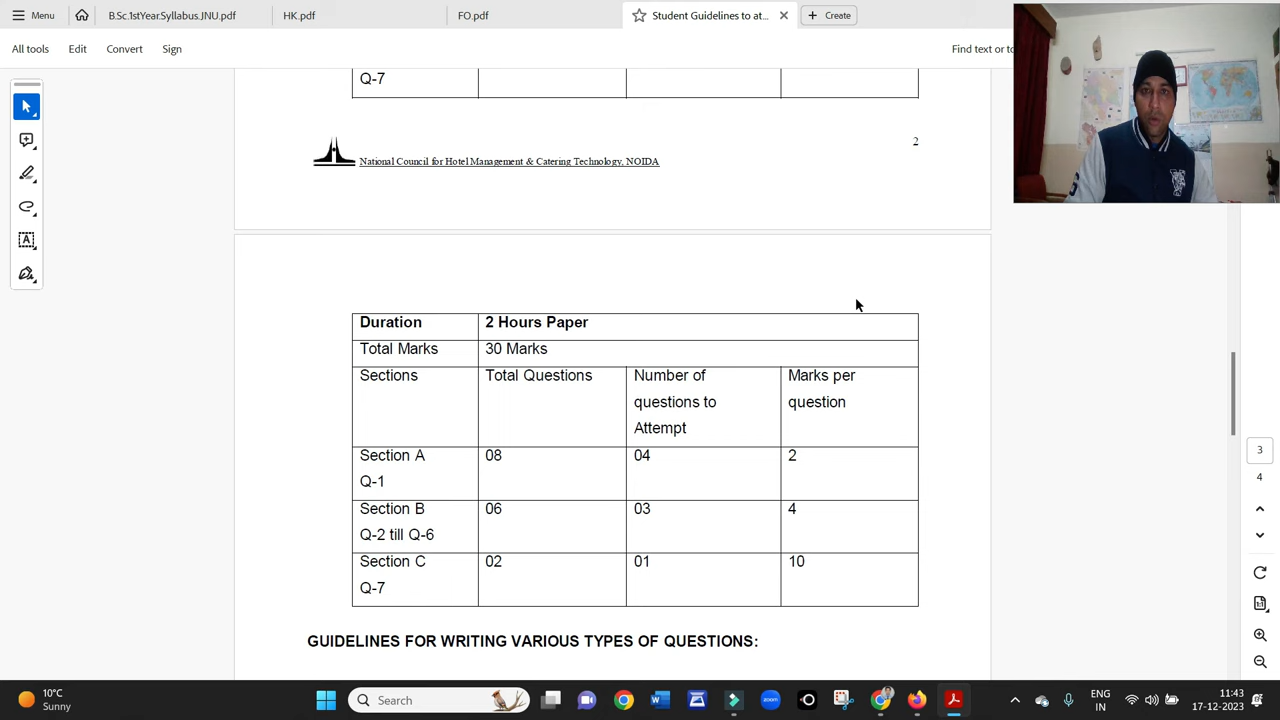 Menu
B.Sc.1stYear.Syllabus.JNU.pdf
HK.pdf
FO.pdf
Student Guidelines to at...
Create
All tools
Edit
Convert
Sign
Find text or to
Q-7
2
National Council for Hotel Management & Catering Technology, NOIDA
Duration 2 Hours Paper
Total Marks 30 Marks
Sections Total Questions Number of questions to Attempt Marks per question
Section A Q-1 08 04 2
Section B Q-2 till Q-6 06 03 4
Section C Q-7 02 01 10
GUIDELINES FOR WRITING VARIOUS TYPES OF QUESTIONS:
3
4
10°C
Sunny
Search
zoom
ENG
IN
11:43
17-12-2023